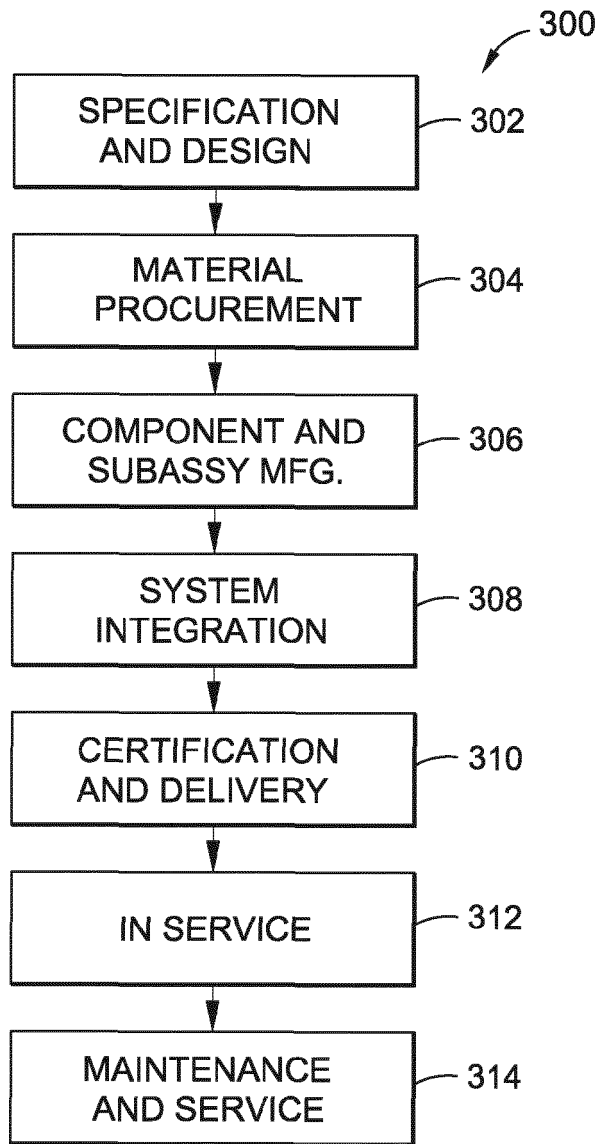 300
SPECIFICATION
AND DESIGN
302
MATERIAL
PROCUREMENT
304
COMPONENT AND
SUBASSY MFG.
306
SYSTEM
INTEGRATION
308
CERTIFICATION
AND DELIVERY
310
IN SERVICE
312
MAINTENANCE
AND SERVICE
314